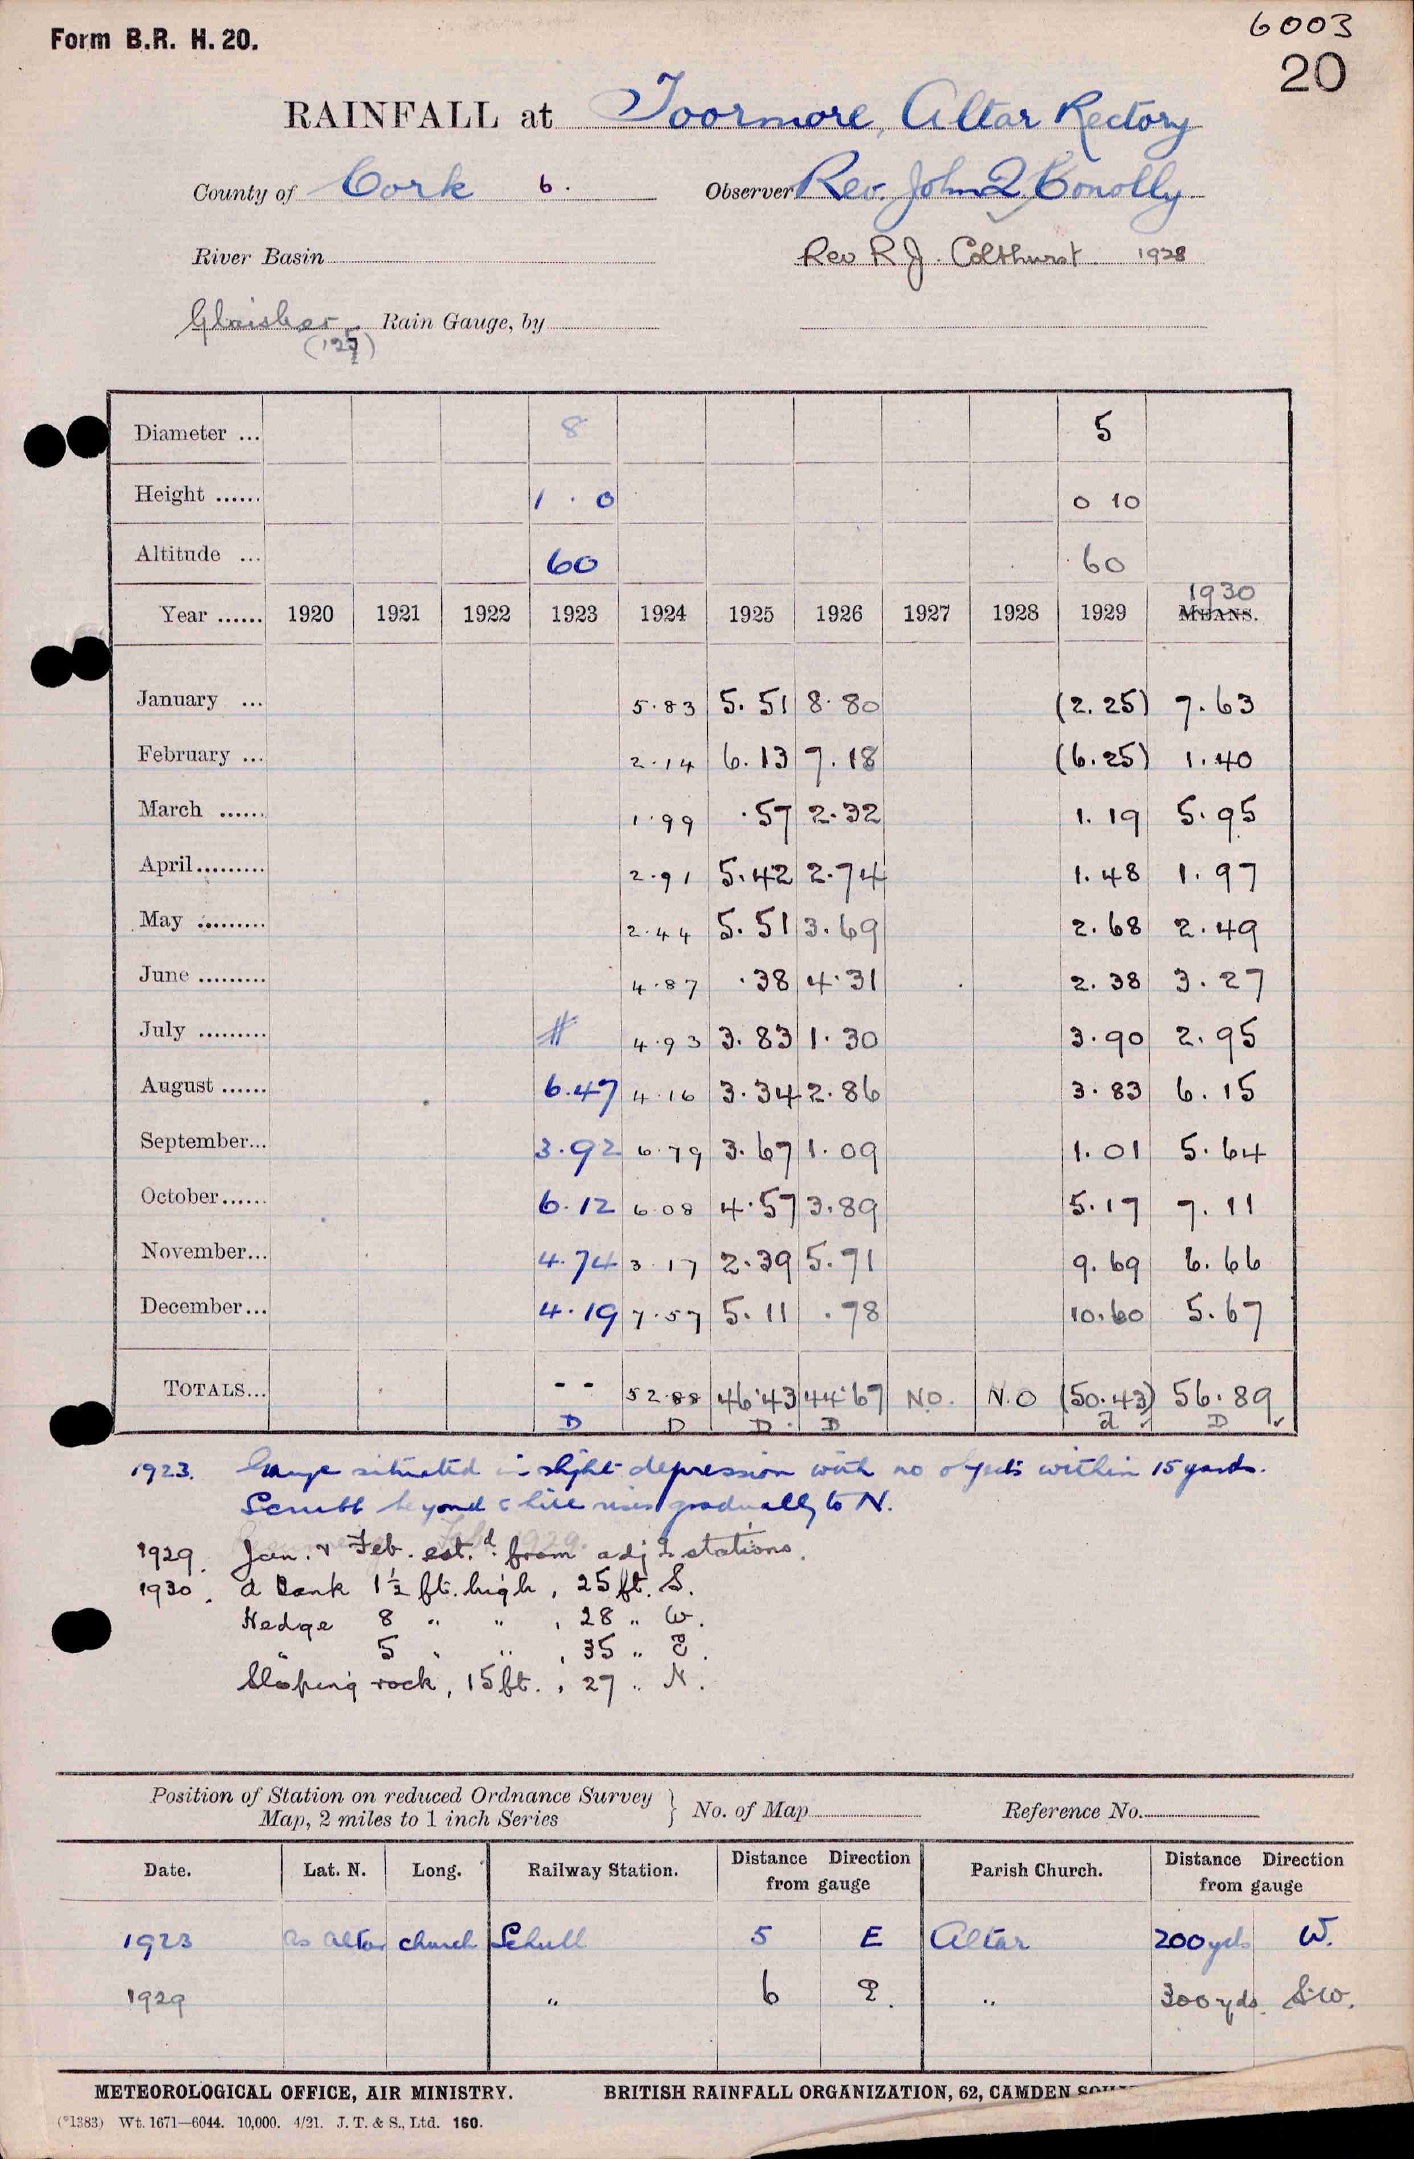 6003
Form B.R. H. 20.
20
RAINFALL at Toormore, Altar Rectory
County of Cork 6. Observer Rev. John Q Conolly
River Basin Rev R J. Colthurst 1928
Glaisher Rain Gauge, by
Diameter ... 8 5
Height ...... 1 . 0 0 10
Altitude ... 60 60
1930
Year ...... 1920 1921 1922 1923 1924 1925 1926 1927 1928 1929 MEANS.
January ... 5.83 5.51 8.80 (2.25) 7.63
February ... 2.14 6.13 7.18 (6.25) 1.40
March ...... 1.99 .57 2.32 1.19 5.95
April......... 2.91 5.42 2.74 1.48 1.97
May ......... 2.44 5.51 3.69 2.68 2.49
June ......... 4.87 .38 4.31 2.38 3.27
July ......... # 4.93 3.83 1.30 3.90 2.95
August ...... 6.47 4.16 3.34 2.86 3.83 6.15
September... 3.92 6.79 3.67 1.09 1.01 5.64
October...... 6.12 6.08 4.57 3.89 5.17 7.11
November... 4.74 3.17 2.39 5.71 9.69 6.66
December... 4.19 7.57 5.11 .78 10.60 5.67
TOTALS... - - 52.88 46.43 44.67 N.O. N.O (50.43) 56.89
D D D. D d D
1923. Gauge situated in slight depression with no objects within 15 yards.
Scrub beyond & hill rises gradually to N.
1929. Jan. & Feb. est.d from adj g stations.
1930. a bank 1½ ft. high, 25 ft. S.
Hedge 8 " " , 28 " W.
" 5 " " , 35 " E.
Sloping rock, 15 ft. , 27 " N.
Position of Station on reduced Ordnance Survey
Map, 2 miles to 1 inch Series } No. of Map Reference No.
Date. Lat. N. Long. Railway Station. Distance Direction from gauge Parish Church. Distance Direction from gauge
1923 as Altar church Schull 5 E Altar 200 yds W.
1929 " 6 E. " 300 yds. S.W.
METEOROLOGICAL OFFICE, AIR MINISTRY. BRITISH RAINFALL ORGANIZATION, 62, CAMDEN
(*1383) Wt. 1671—6044. 10,000. 4/21. J. T. & S., Ltd. 160.